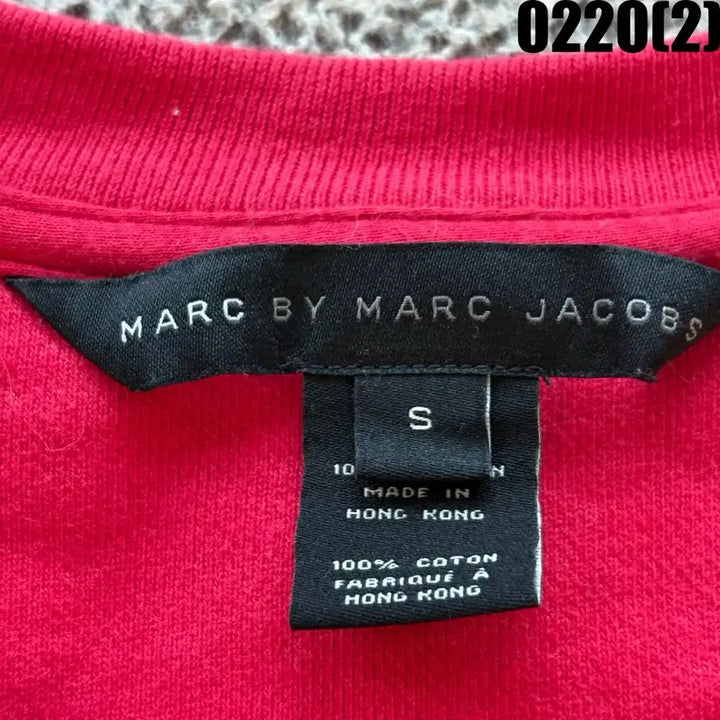 0220(2)
MARC BY MARC JACOBS
S
MADE IN
HONG KONG
100% COTON
FABRIQUÉ À
HONG KONG